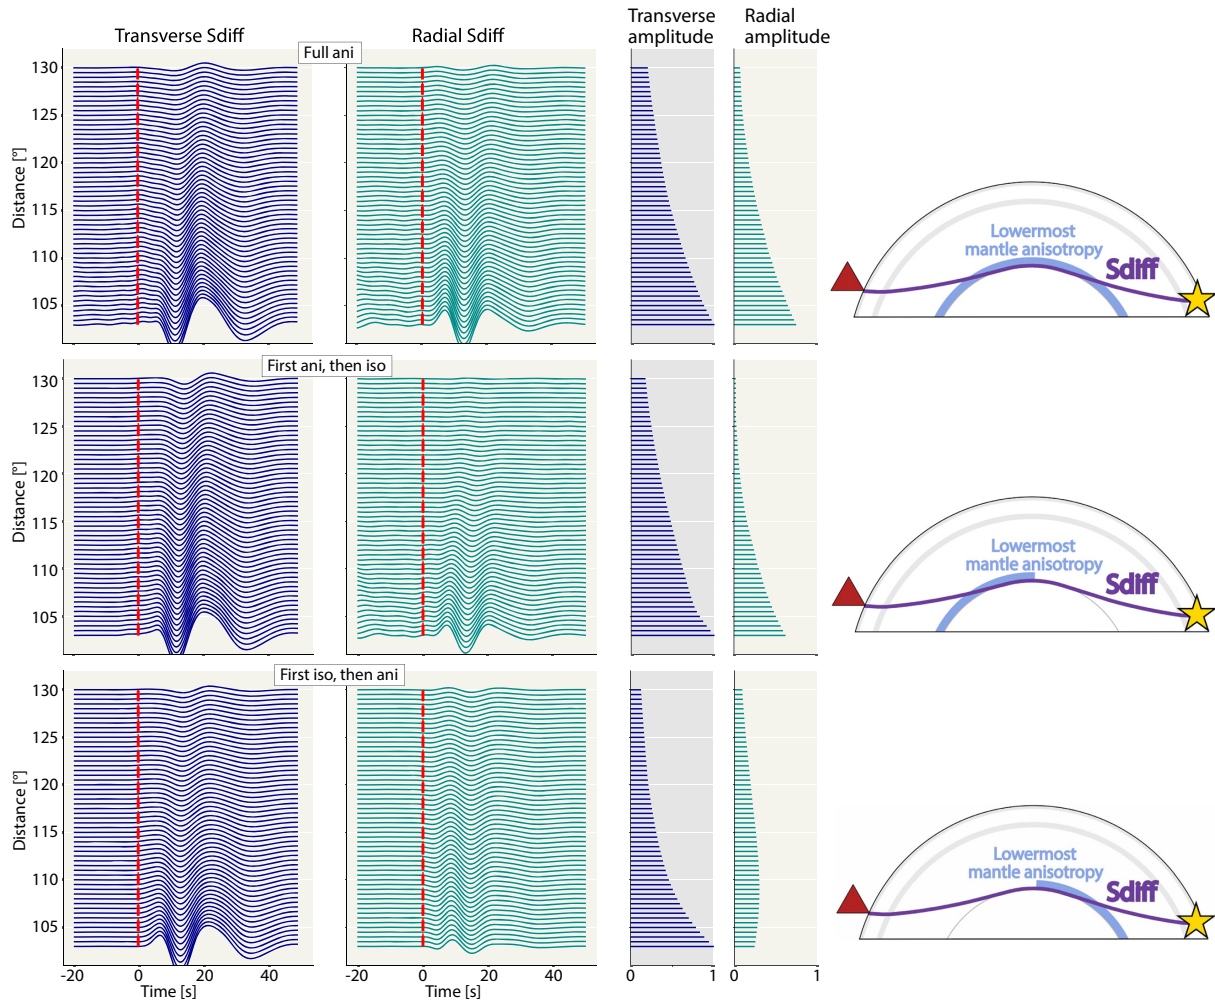 Transverse Sdiff
Radial Sdiff
Transverse
amplitude
Radial
amplitude
Full ani
130
125
120
115
110
105
Distance [°]
Lowermost
mantle anisotropy
Sdiff
First ani, then iso
130
125
120
115
110
105
Distance [°]
Lowermost
mantle anisotropy
Sdiff
First iso, then ani
130
125
120
115
110
105
Distance [°]
Lowermost
mantle anisotropy
Sdiff
-20 0 20 40
Time [s]
-20 0 20 40
Time [s]
0 1
0 1